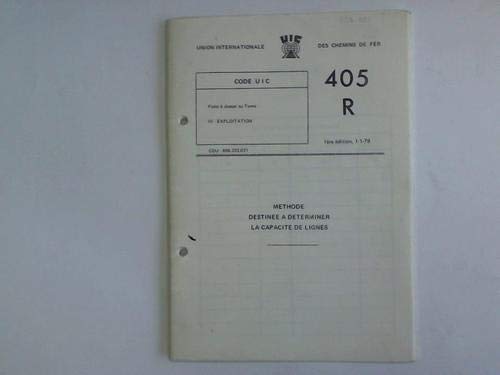 UNION INTERNATIONALE UIC DES CHEMINS DE FER
CODE UIC
405
R
Fiche à classer au Tome
IV EXPLOITATION
1ère édition, 1-1-79
CDU
METHODE
DESTINEE A DETERMINER
LA CAPACITE DE LIGNES